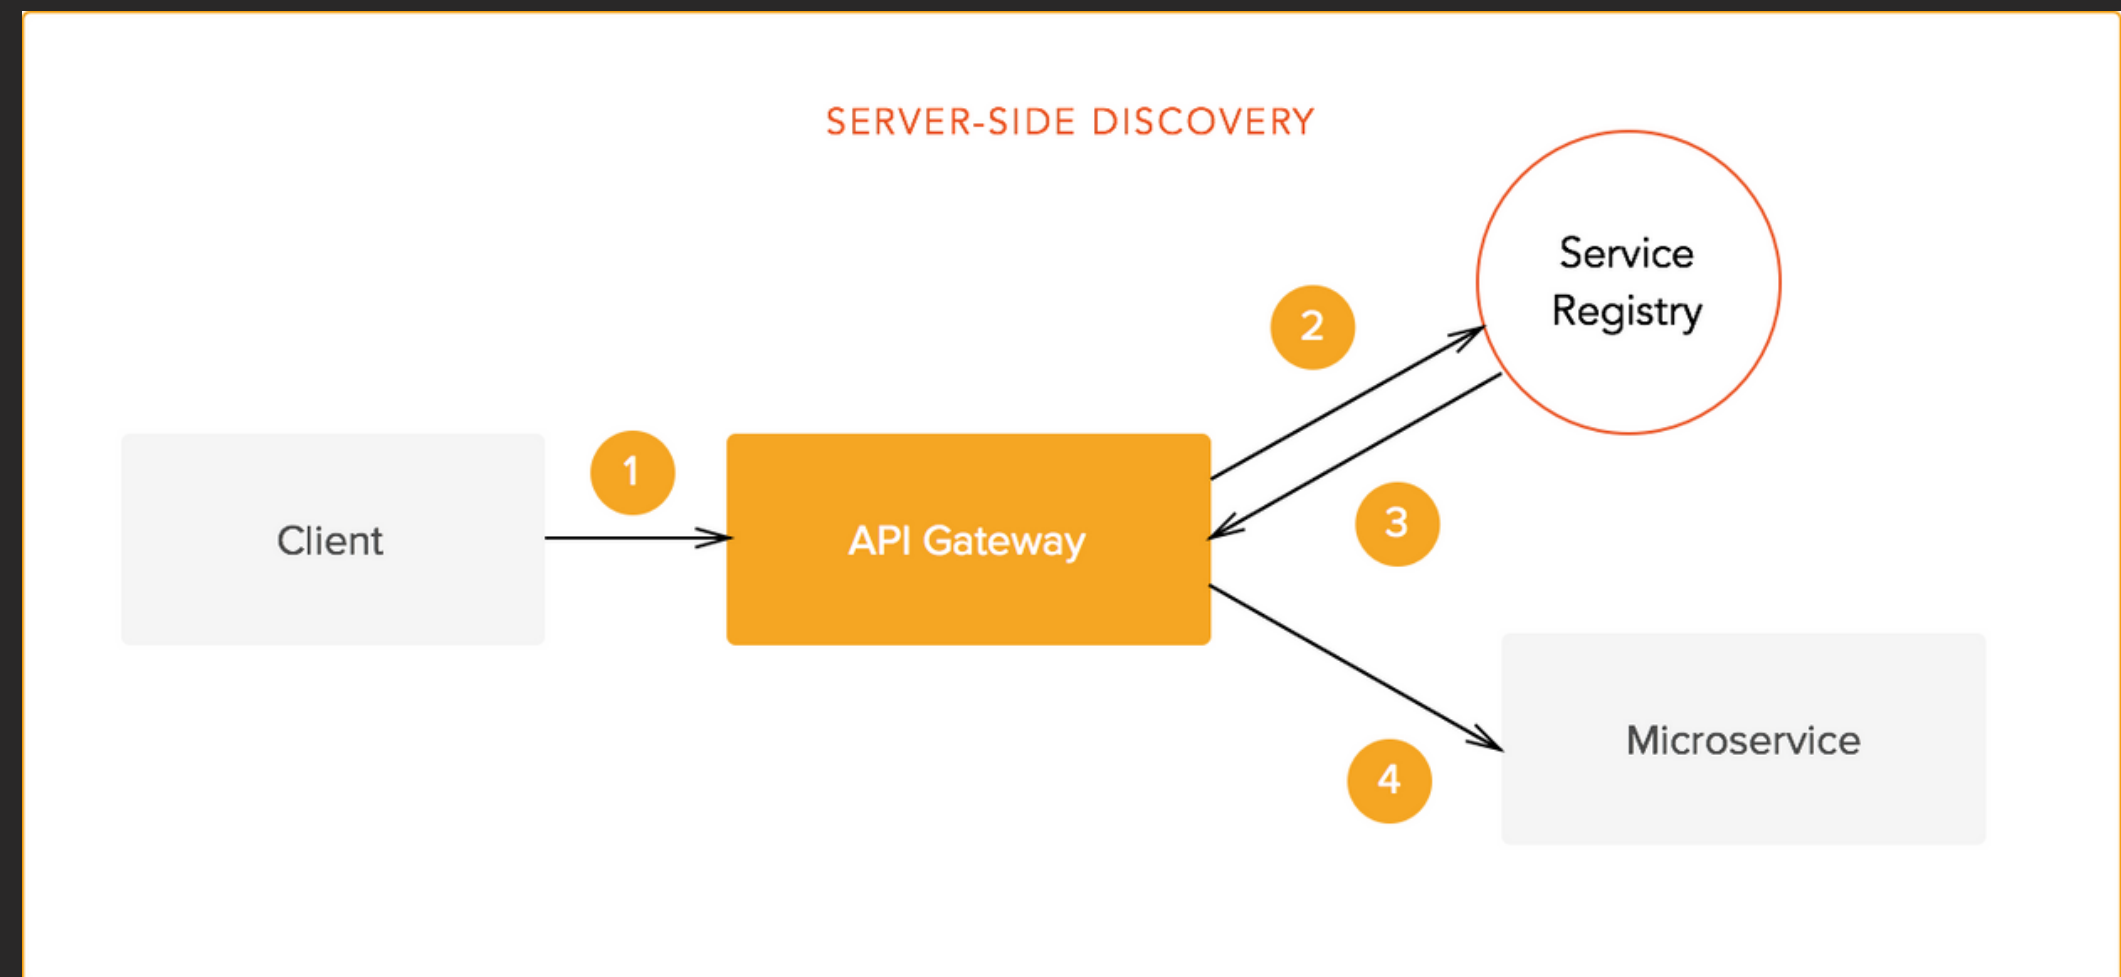 SERVER-SIDE DISCOVERY
Service
Registry
2
1
3
Client
API Gateway
Microservice
4